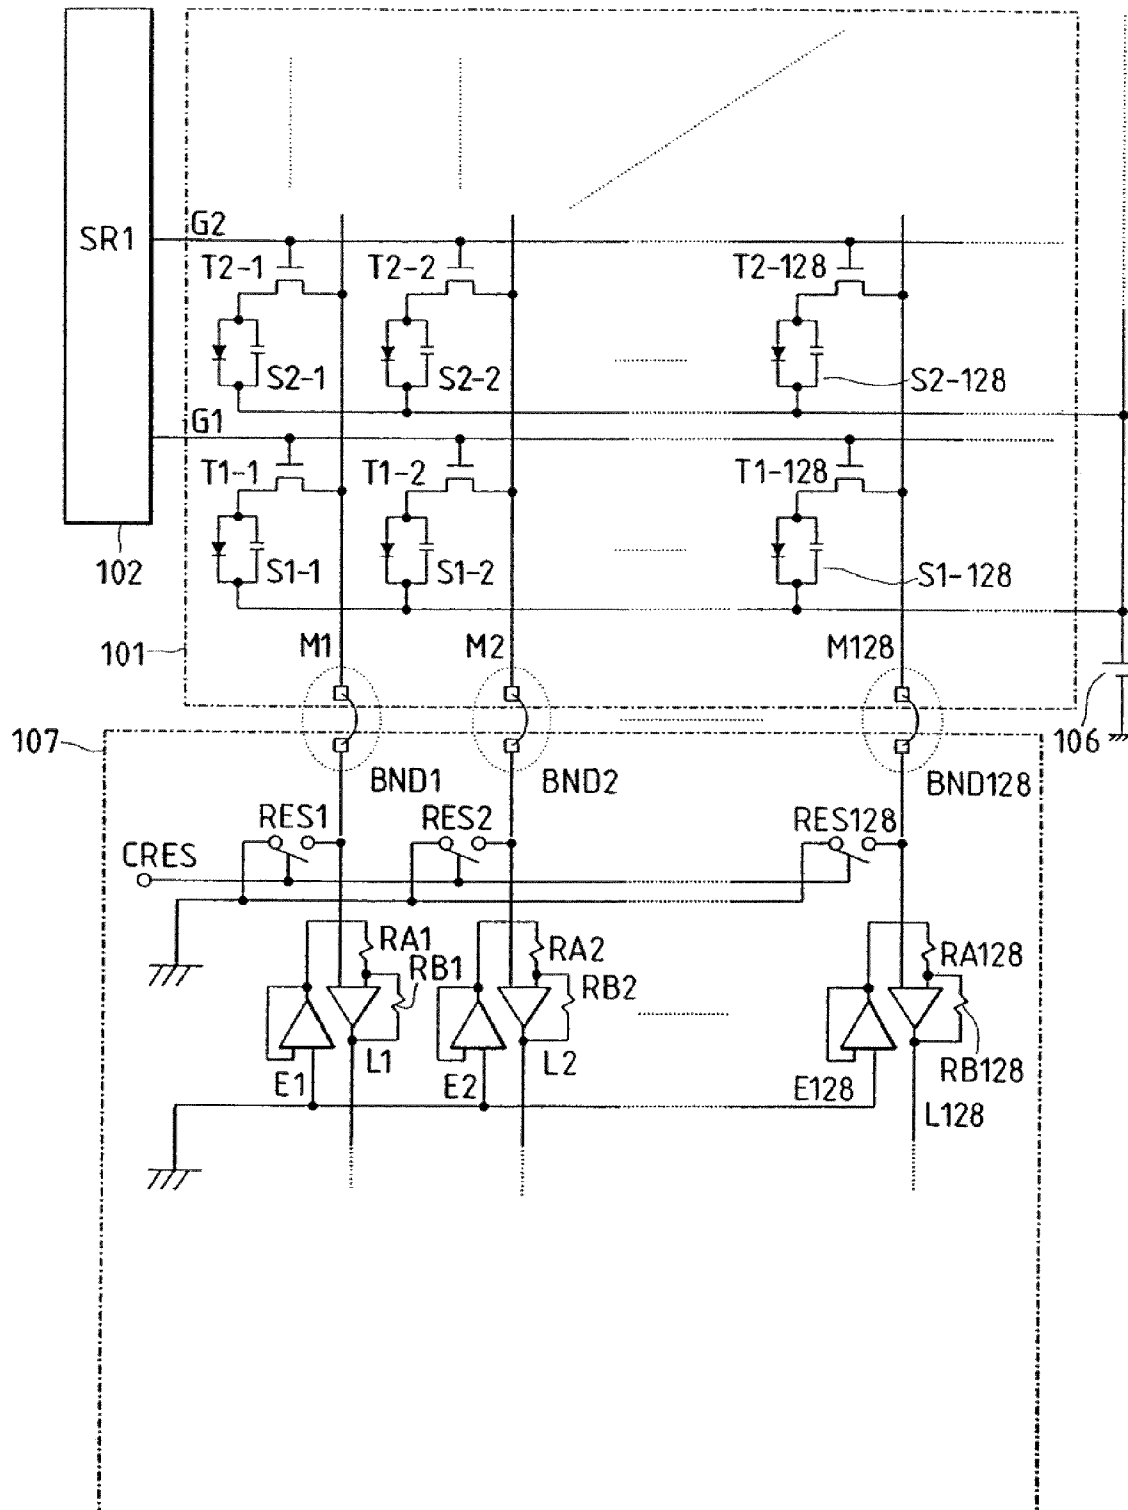 SR1
G2
T2-1
T2-2
T2-128
S2-1
S2-2
S2-128
G1
T1-1
T1-2
T1-128
102
S1-1
S1-2
S1-128
101
M1
M2
M128
107
106
BND1
BND2
BND128
RES1
RES2
RES128
CRES
RA1
RA2
RA128
RB1
RB2
RB128
E1
L1
E2
L2
E128
L128